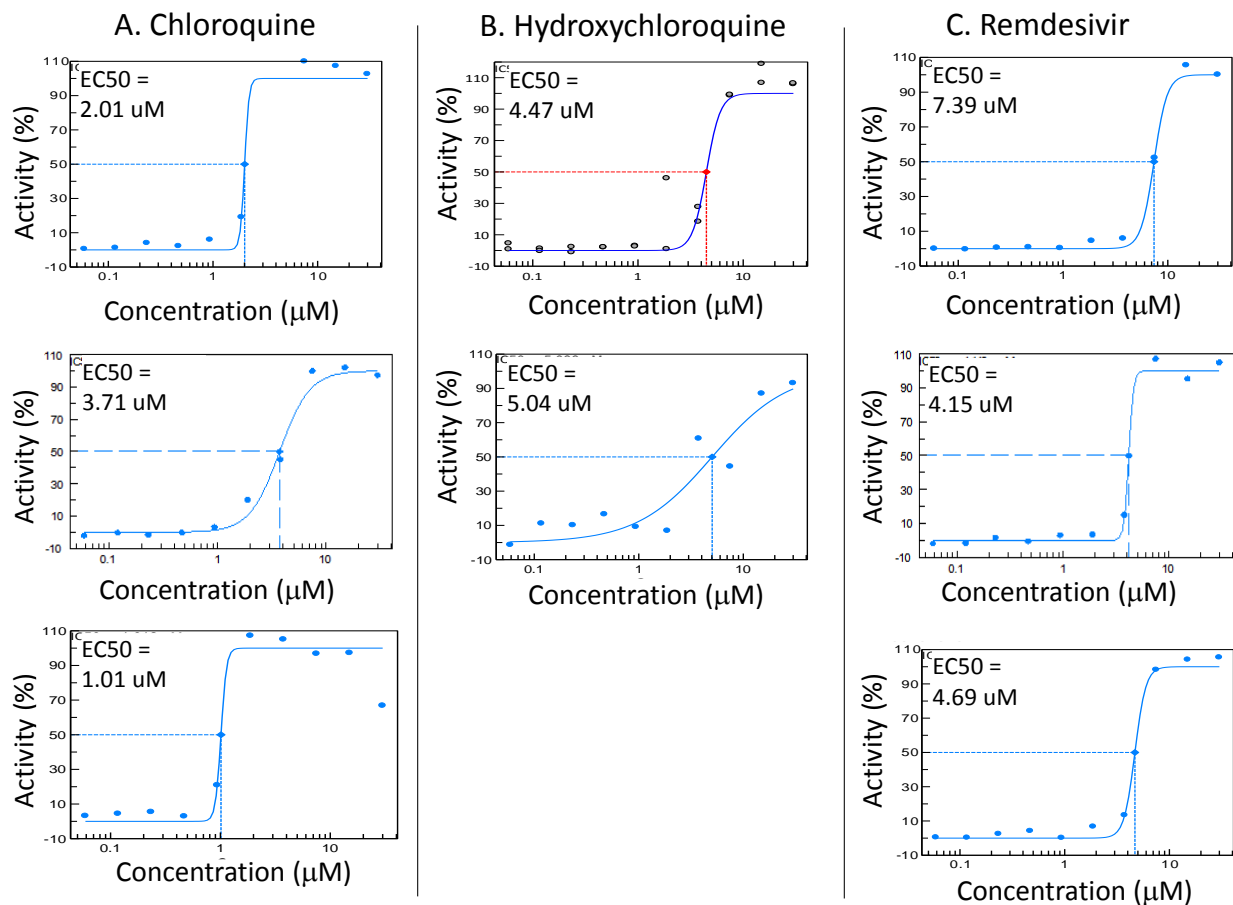 A. Chloroquine
B. Hydroxychloroquine
C. Remdesivir
Activity (%)
110
90
70
50
30
10
-10
EC50 =
2.01 uM
0.1
1
10
Concentration (μM)
Activity (%)
110
90
70
50
30
10
-10
EC50 =
4.47 uM
0.1
1
10
Concentration (μM)
Activity (%)
110
90
70
50
30
10
-10
EC50 =
7.39 uM
0.1
1
10
Concentration (μM)
Activity (%)
110
90
70
50
30
10
-10
EC50 =
3.71 uM
0.1
1
10
Concentration (μM)
Activity (%)
110
90
70
50
30
10
-10
EC50 =
5.04 uM
0.1
1
10
Concentration (μM)
Activity (%)
110
90
70
50
30
10
-10
EC50 =
4.15 uM
0.1
1
10
Concentration (μM)
Activity (%)
110
90
70
50
30
10
-10
EC50 =
1.01 uM
0.1
1
10
Concentration (μM)
Activity (%)
110
90
70
50
30
10
-10
EC50 =
4.69 uM
0.1
1
10
Concentration (μM)